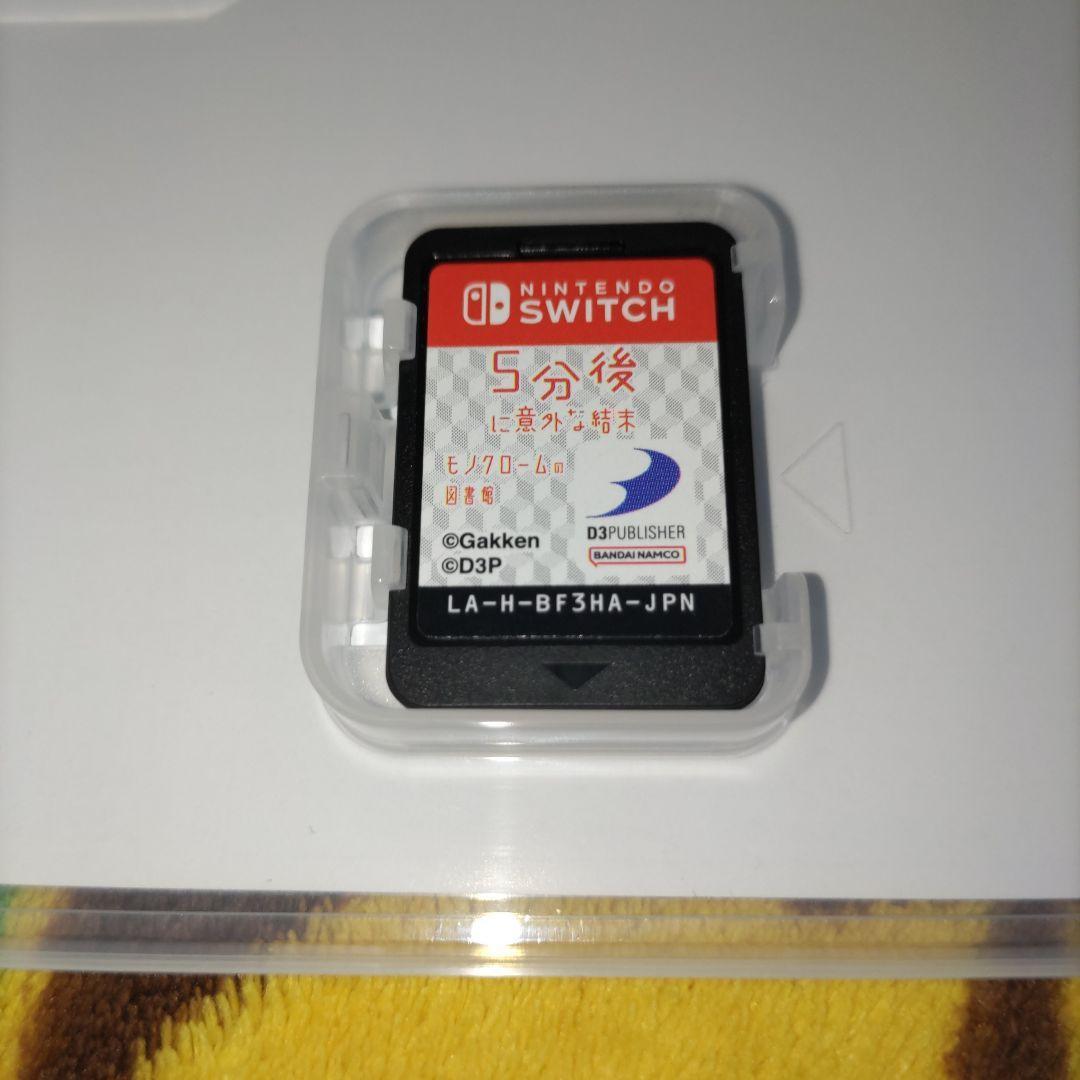 NINTENDO
SWITCH
5分後
に意外な結末
モノクロームの
図書館
D3PUBLISHER
BANDAI NAMCO
©Gakken
©D3P
LA-H-BF3HA-JPN